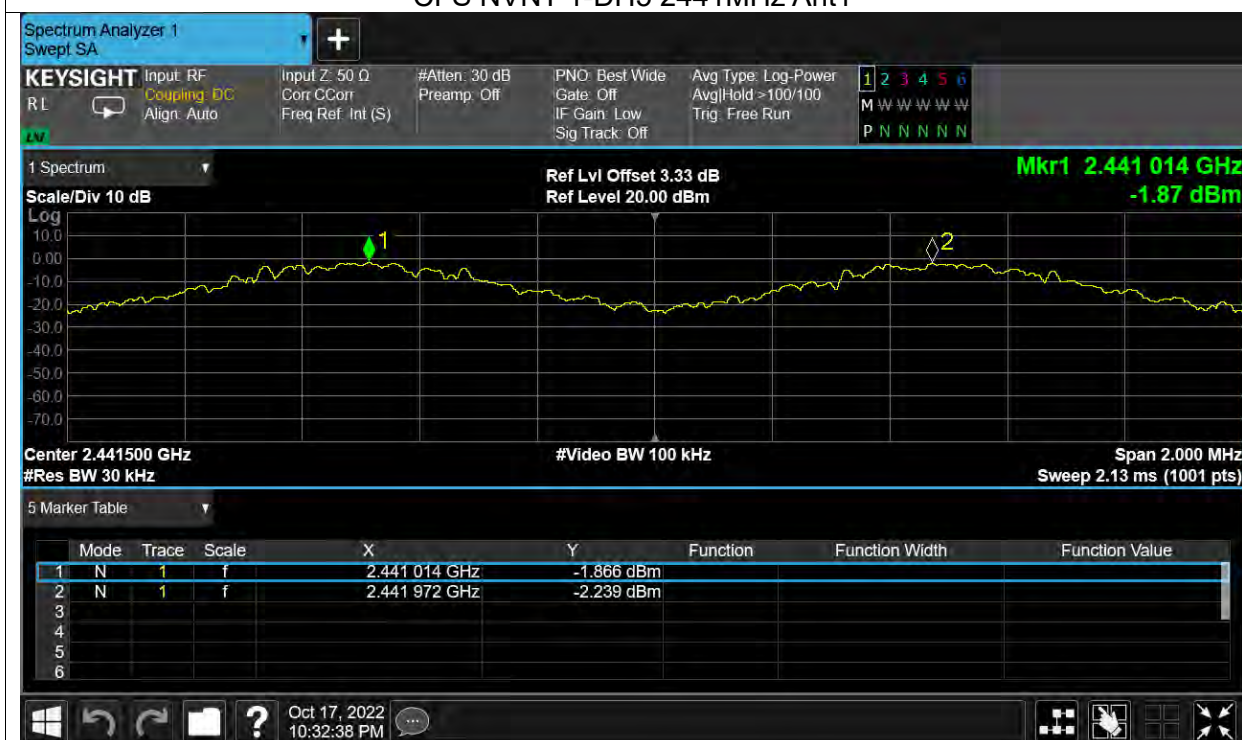 CFS NVNT 1-DH5 2441MHz Ant1
Spectrum Analyzer 1
Swept SA
KEYSIGHT
RL
LXI
Input: RF
Coupling: DC
Align: Auto
Input Z: 50 Ω
Corr CCorr
Freq Ref: Int (S)
#Atten: 30 dB
Preamp: Off
PNO: Best Wide
Gate: Off
IF Gain: Low
Sig Track: Off
Avg Type: Log-Power
Avg|Hold >100/100
Trig: Free Run
1 2 3 4 5 6
M W W W W W
P N N N N N
1 Spectrum
Scale/Div 10 dB
Ref Lvl Offset 3.33 dB
Ref Level 20.00 dBm
Mkr1 2.441 014 GHz
-1.87 dBm
Log
10.0
0.00
-10.0
-20.0
-30.0
-40.0
-50.0
-60.0
-70.0
1
2
Center 2.441500 GHz
#Res BW 30 kHz
#Video BW 100 kHz
Span 2.000 MHz
Sweep 2.13 ms (1001 pts)
5 Marker Table
Mode Trace Scale X Y Function Function Width Function Value
1 N 1 f 2.441 014 GHz -1.866 dBm
2 N 1 f 2.441 972 GHz -2.239 dBm
3
4
5
6
?
Oct 17, 2022
10:32:38 PM